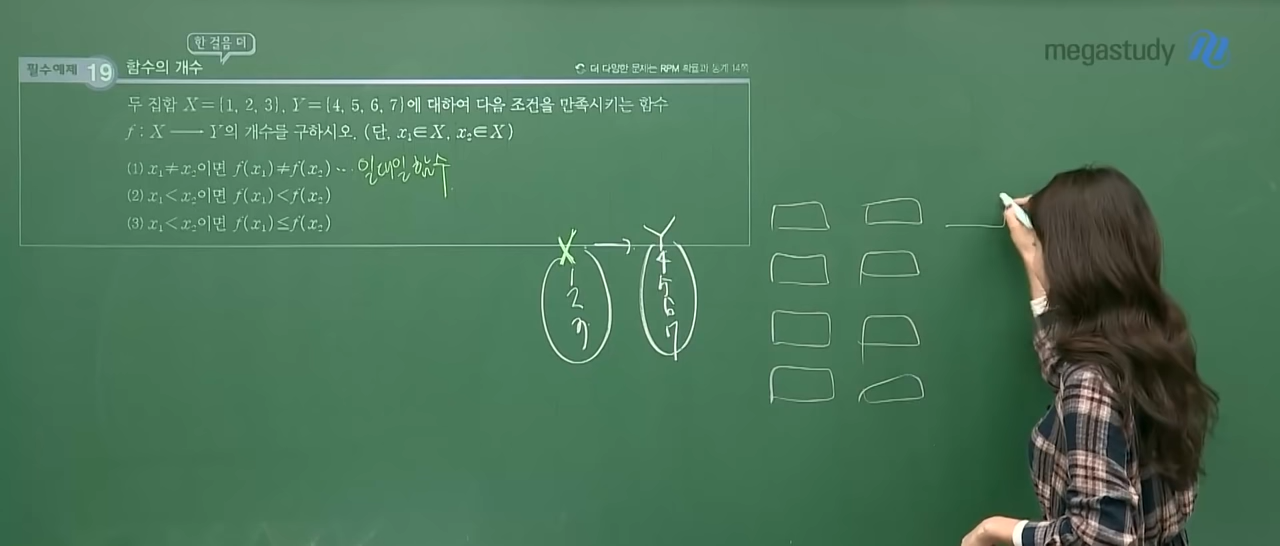 한 걸음 더
megastudy
필수예제 19 함수의 개수
더 다양한 문제는 RPM 확률과 통계 14쪽
두 집합 X={1, 2, 3}, Y={4, 5, 6, 7}에 대하여 다음 조건을 만족시키는 함수
f : X ─→ Y의 개수를 구하시오. (단, x₁∈X, x₂∈X)
(1) x₁≠x₂이면 f(x₁)≠f(x₂) … 일대일함수
(2) x₁<x₂이면 f(x₁)<f(x₂)
(3) x₁<x₂이면 f(x₁)≤f(x₂)
X → Y
1 4
2 5
3 6
7